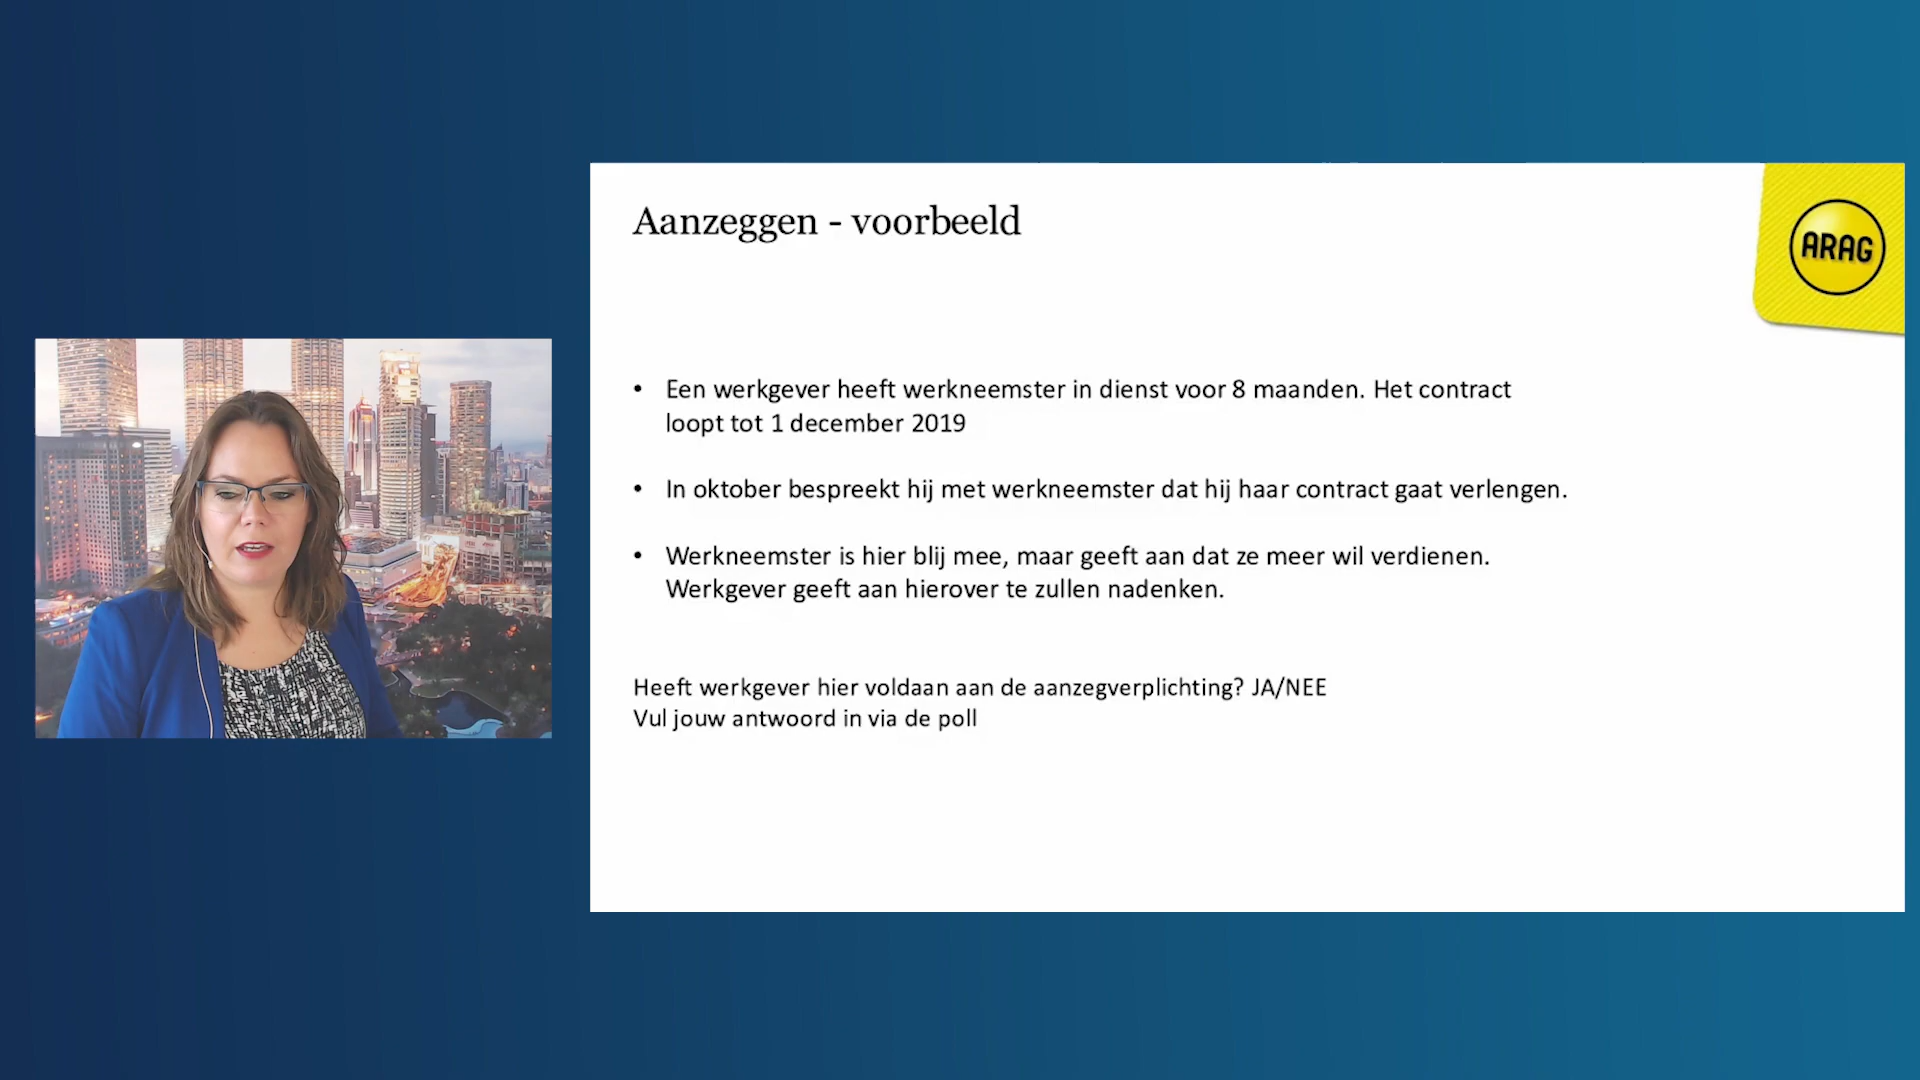 Aanzeggen - voorbeeld
ARAG
• Een werkgever heeft werkneemster in dienst voor 8 maanden. Het contract
loopt tot 1 december 2019
• In oktober bespreekt hij met werkneemster dat hij haar contract gaat verlengen.
• Werkneemster is hier blij mee, maar geeft aan dat ze meer wil verdienen.
Werkgever geeft aan hierover te zullen nadenken.
Heeft werkgever hier voldaan aan de aanzegverplichting? JA/NEE
Vul jouw antwoord in via de poll